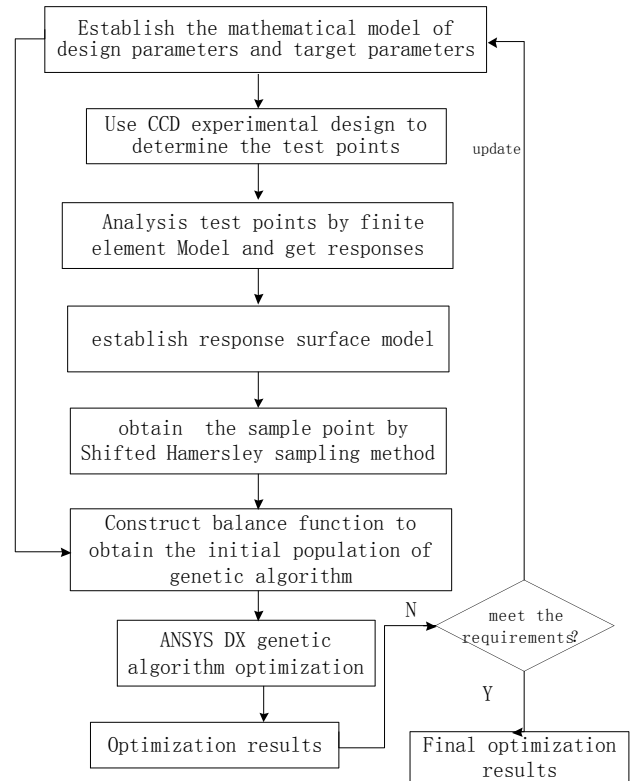 Establish the mathematical model of
design parameters and target parameters
Use CCD experimental design to
determine the test points
update
Analysis test points by finite
element Model and get responses
establish response surface model
obtain the sample point by
Shifted Hamersley sampling method
Construct balance function to
obtain the initial population of
genetic algorithm
N
meet the
requirements?
ANSYS DX genetic
algorithm optimization
Y
Optimization results
Final optimization
results